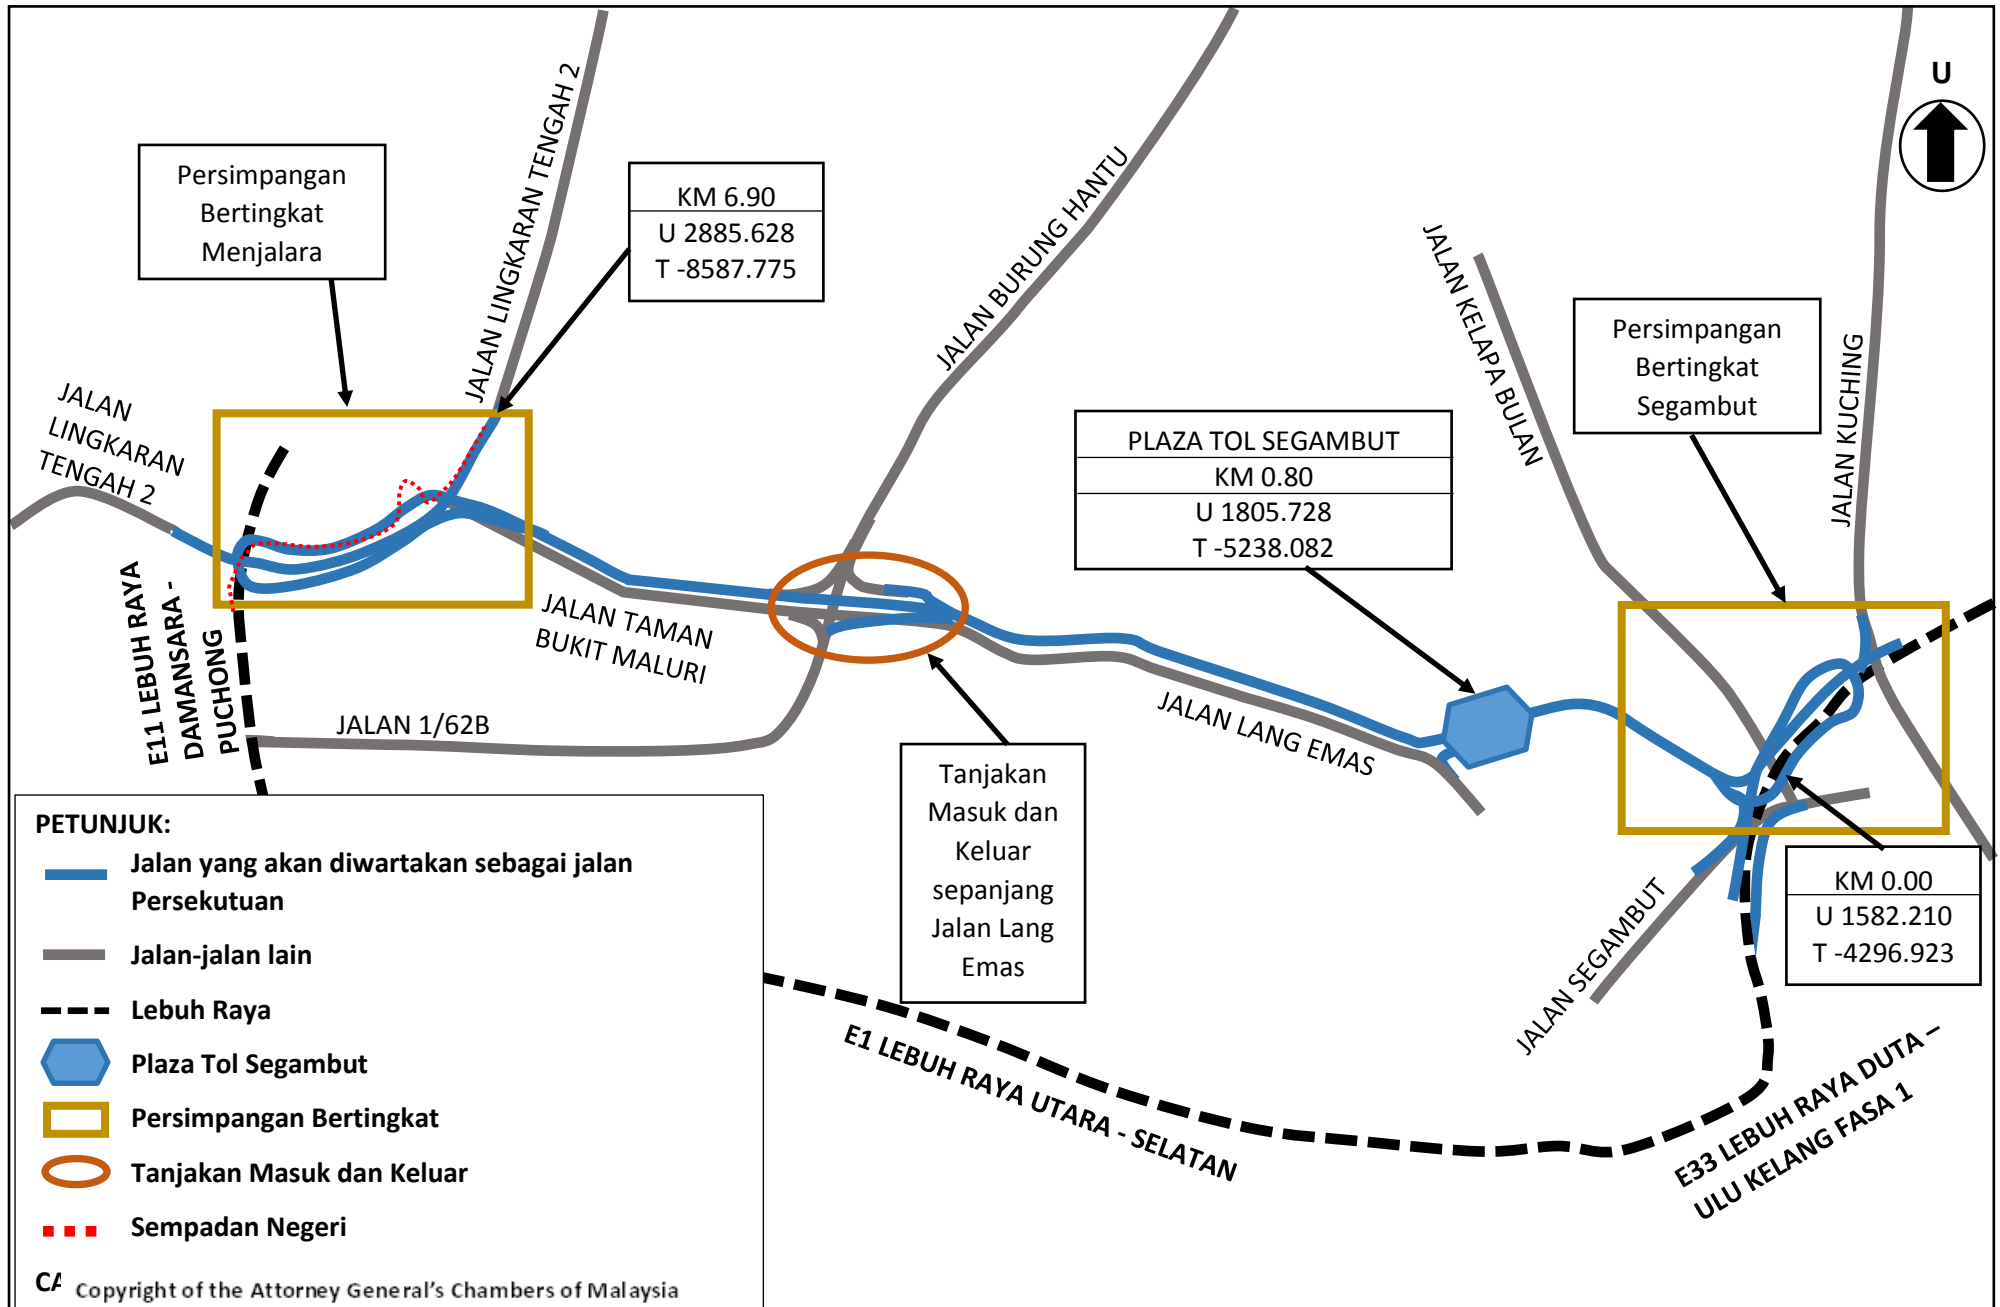 U
JALAN LINGKARAN TENGAH 2
Persimpangan
Bertingkat
Menjalara
KM 6.90
U 2885.628
T -8587.775
JALAN BURUNG HANTU
JALAN KELAPA BULAN
Persimpangan
Bertingkat
Segambut
JALAN KUCHING
JALAN
LINGKARAN
TENGAH 2
PLAZA TOL SEGAMBUT
KM 0.80
U 1805.728
T -5238.082
E11 LEBUH RAYA
DAMANSARA -
PUCHONG
JALAN TAMAN
BUKIT MALURI
JALAN 1/62B
JALAN LANG EMAS
Tanjakan
Masuk dan
Keluar
sepanjang
Jalan Lang
Emas
KM 0.00
U 1582.210
T -4296.923
JALAN SEGAMBUT
E1 LEBUH RAYA UTARA - SELATAN
E33 LEBUH RAYA DUTA –
ULU KELANG FASA 1
PETUNJUK:
Jalan yang akan diwartakan sebagai jalan
Persekutuan
Jalan-jalan lain
Lebuh Raya
Plaza Tol Segambut
Persimpangan Bertingkat
Tanjakan Masuk dan Keluar
Sempadan Negeri
Copyright of the Attorney General's Chambers of Malaysia